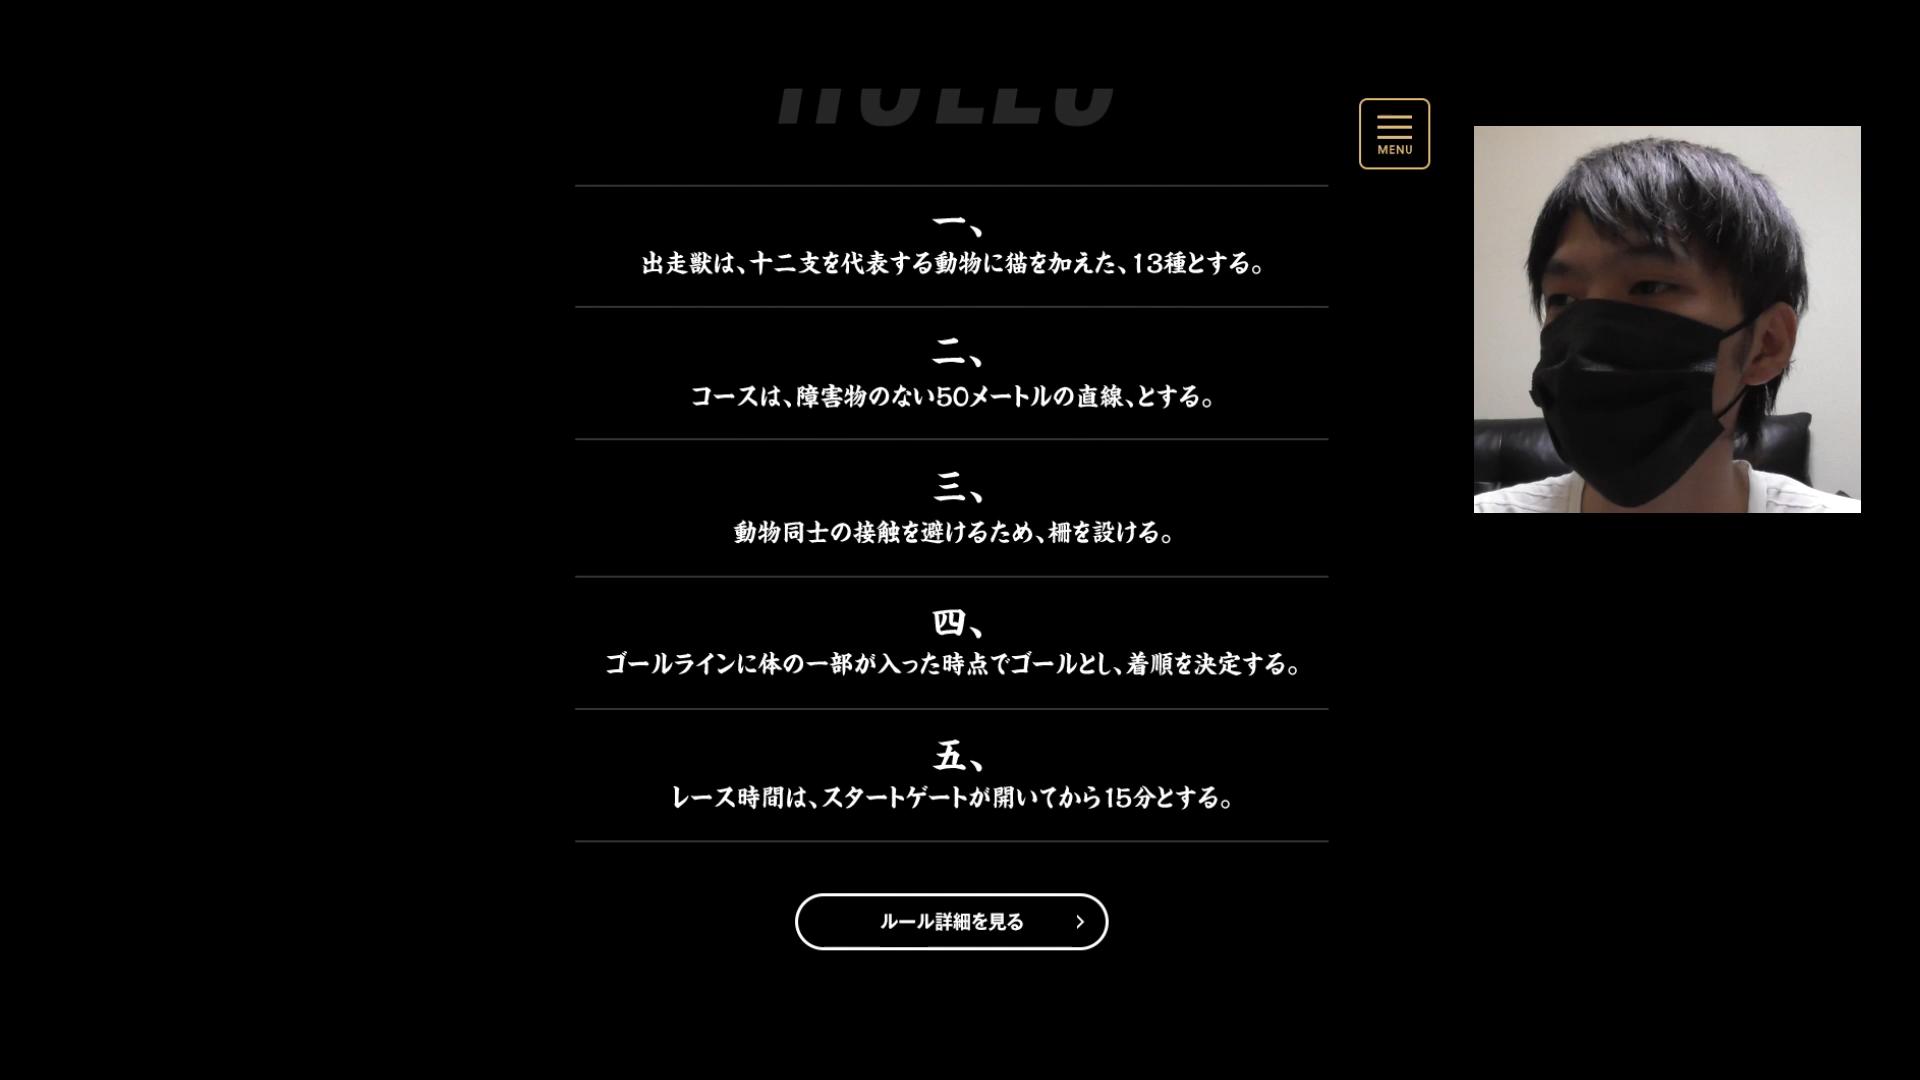 MENU
一、
出走獣は、十二支を代表する動物に猫を加えた、13種とする。
二、
コースは、障害物のない50メートルの直線、とする。
三、
動物同士の接触を避けるため、柵を設ける。
四、
ゴールラインに体の一部が入った時点でゴールとし、着順を決定する。
五、
レース時間は、スタートゲートが開いてから15分とする。
ルール詳細を見る